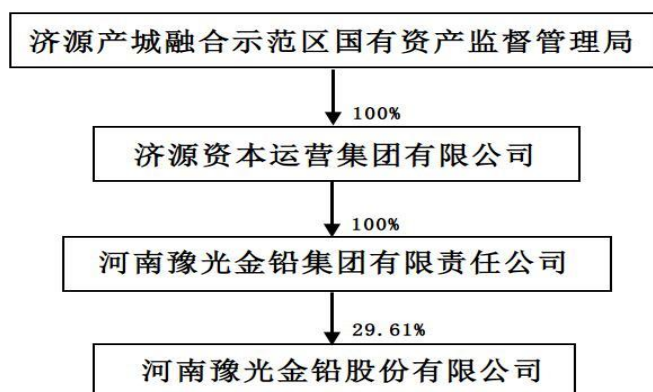 济源产城融合示范区国有资产监督管理局
100%
济源资本运营集团有限公司
100%
河南豫光金铅集团有限责任公司
29.61%
河南豫光金铅股份有限公司